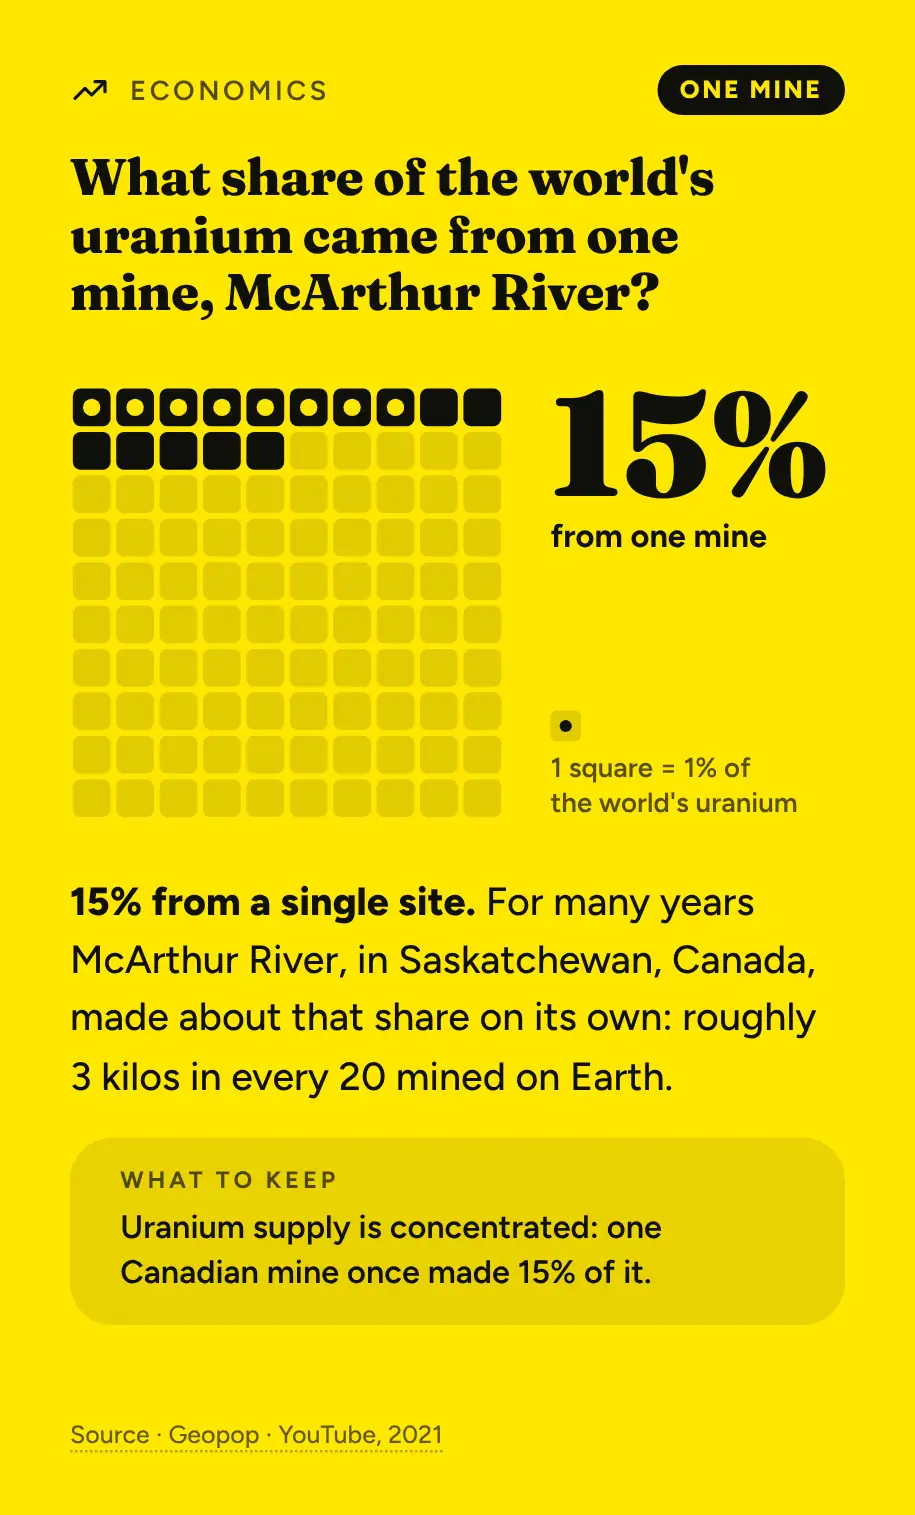 ECONOMICS
ONE MINE
What share of the world's
uranium came from one
mine, McArthur River?
15%
from one mine
1 square = 1% of
the world's uranium
15% from a single site. For many years
McArthur River, in Saskatchewan, Canada,
made about that share on its own: roughly
3 kilos in every 20 mined on Earth.
WHAT TO KEEP
Uranium supply is concentrated: one
Canadian mine once made 15% of it.
Source · Geopop · YouTube, 2021